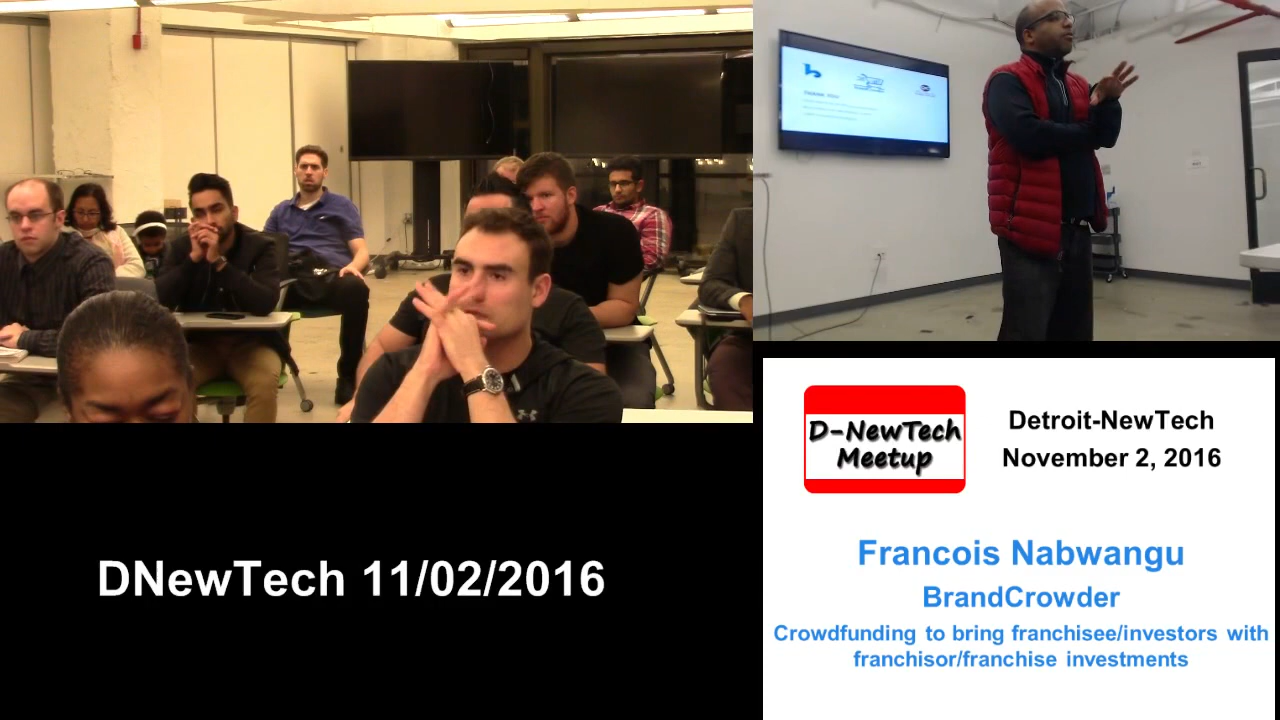 D-NewTech
Meetup
Detroit-NewTech
November 2, 2016
Francois Nabwangu
BrandCrowder
Crowdfunding to bring franchisee/investors with
franchisor/franchise investments
DNewTech 11/02/2016